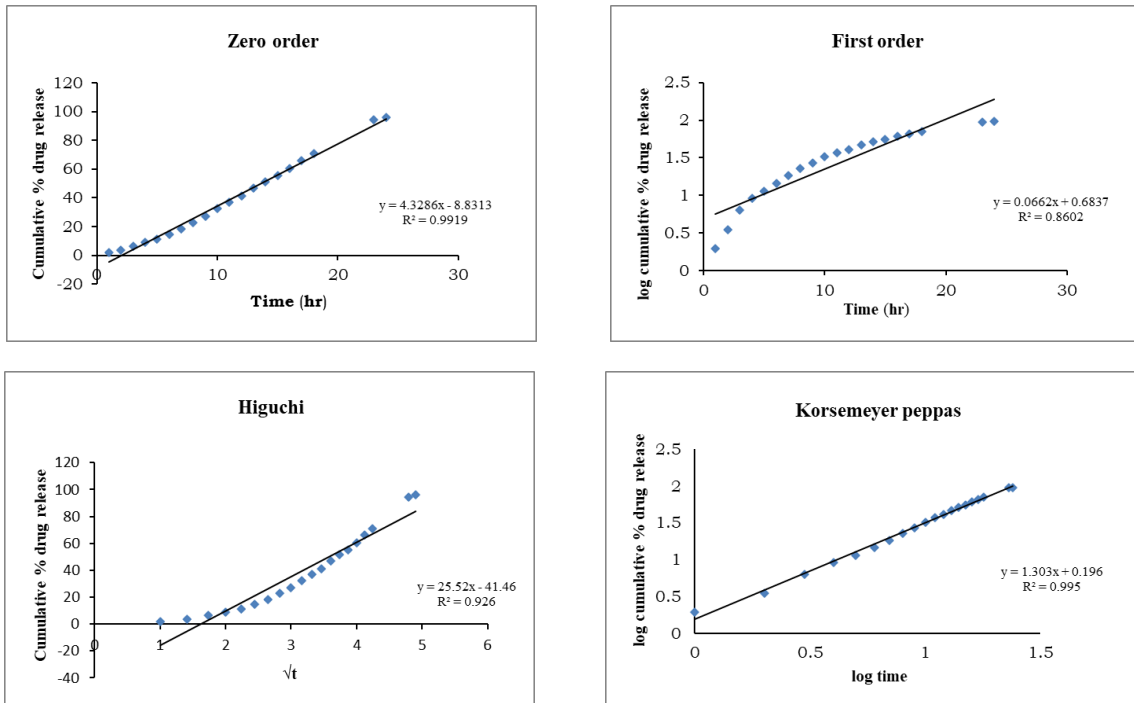 Zero order
Cumulative % drug release
120
100
80
60
40
20
0
-20
0
10
20
30
y = 4.3286x - 8.8313
R² = 0.9919
Time (hr)
First order
log cumulative % drug release
2.5
2
1.5
1
0.5
0
0
10
20
30
y = 0.0662x + 0.6837
R² = 0.8602
Time (hr)
Higuchi
Cumulative % drug release
120
100
80
60
40
20
0
-20
-40
0
1
2
3
4
5
6
y = 25.52x - 41.46
R² = 0.926
√t
Korsemeyer peppas
log cumulative % drug release
2.5
2
1.5
1
0.5
0
0
0.5
1
1.5
y = 1.303x + 0.196
R² = 0.995
log time